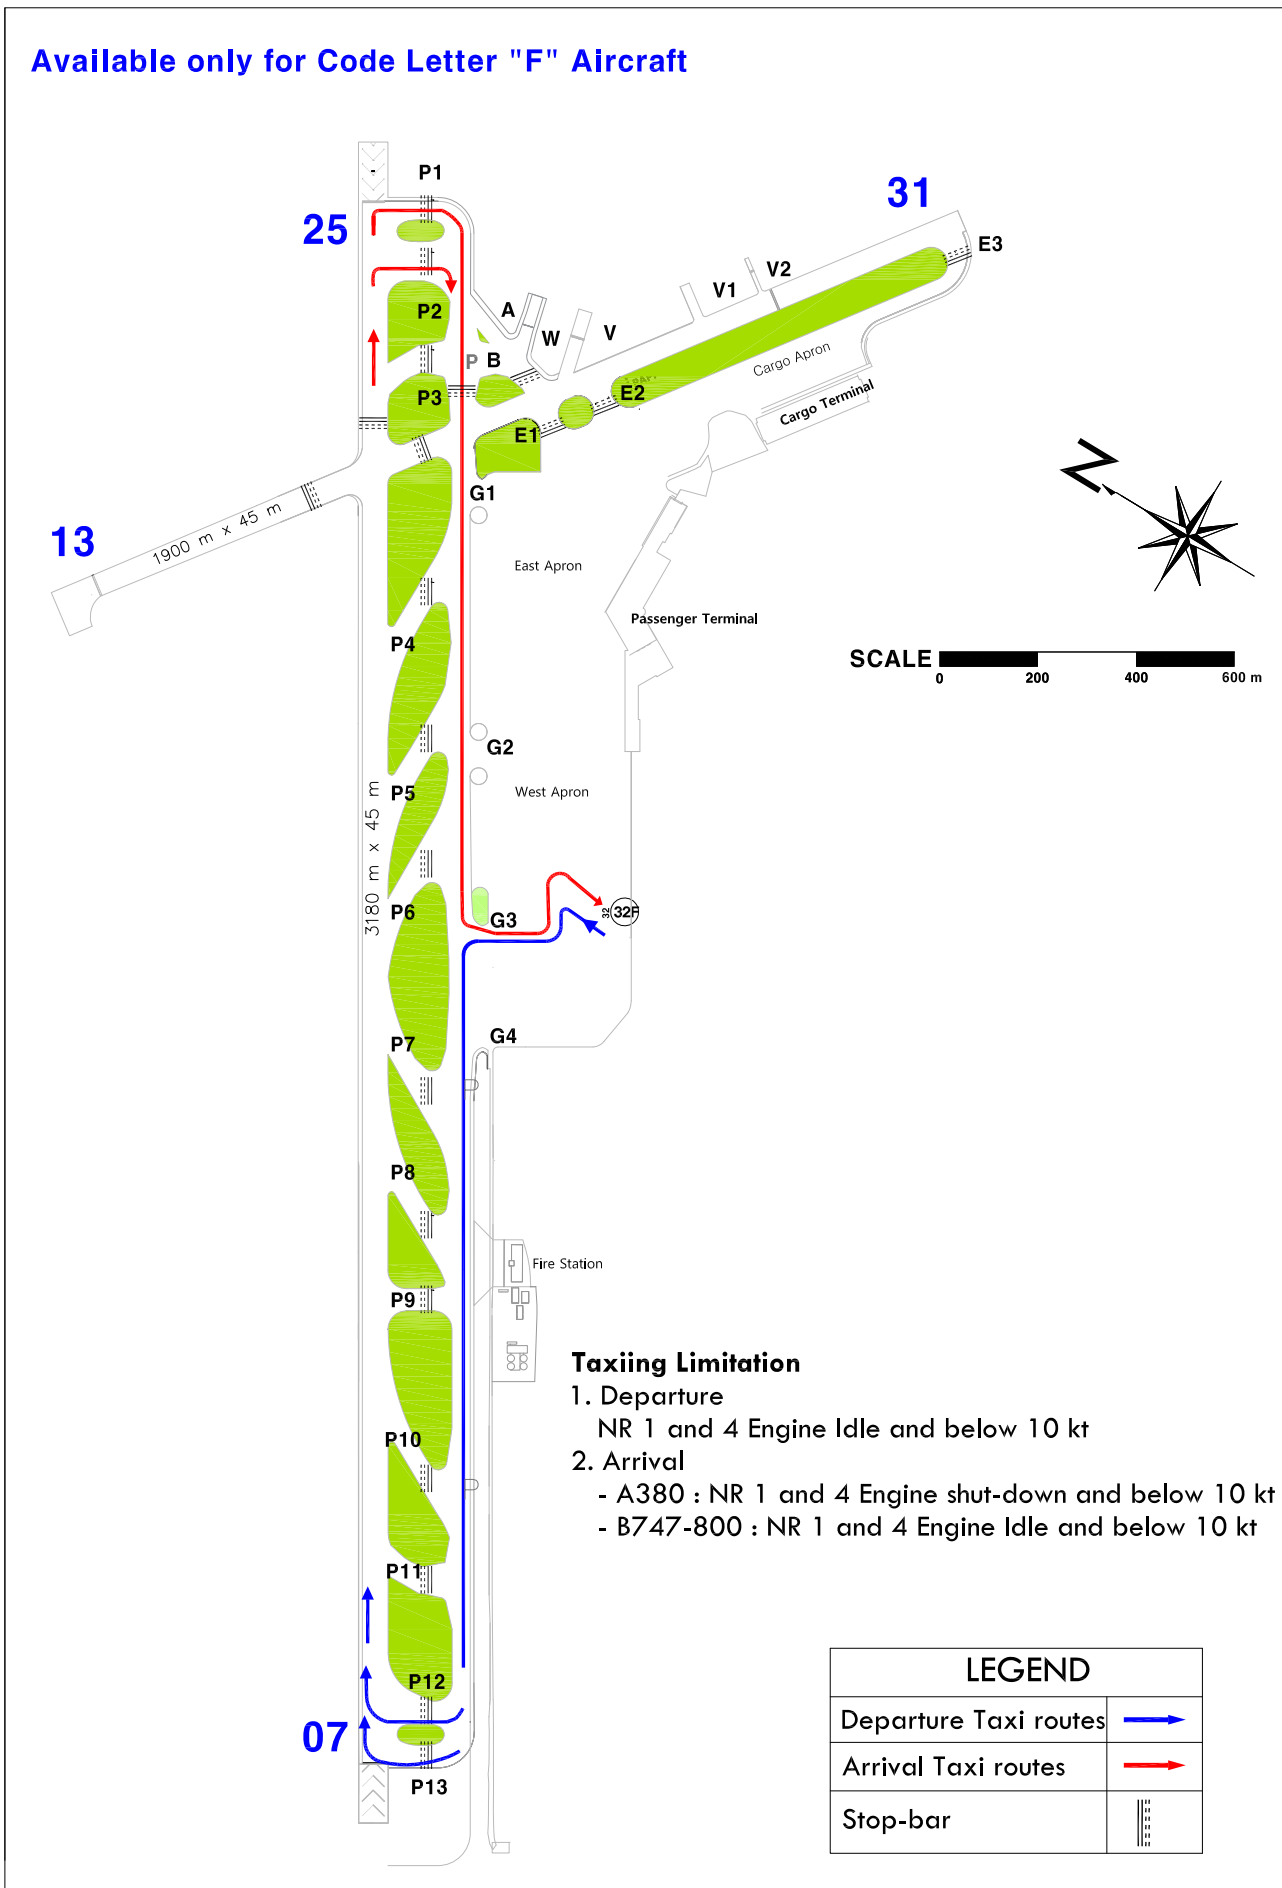 Available only for Code Letter "F" Aircraft
P1
25
31
E3
V2
V1
A
W
V
P2
P
B
Cargo Apron
P3
E2
Cargo Terminal
E1
G1
13
1900 m x 45 m
East Apron
Passenger Terminal
P4
SCALE
0
200
400
600 m
G2
P5
West Apron
3180 m x 45 m
P6
G3
32
32F
P7
G4
P8
Fire Station
P9
Taxiing Limitation
1. Departure
NR 1 and 4 Engine Idle and below 10 kt
2. Arrival
- A380 : NR 1 and 4 Engine shut-down and below 10 kt
- B747-800 : NR 1 and 4 Engine Idle and below 10 kt
P10
P11
P12
07
P13
LEGEND
Departure Taxi routes
Arrival Taxi routes
Stop-bar